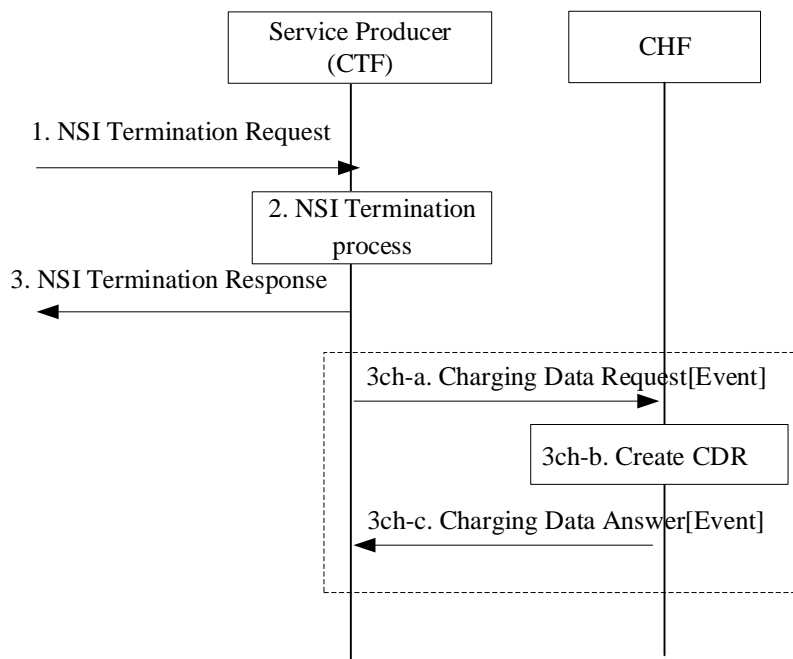 Service Producer
(CTF)
CHF
1. NSI Termination Request
2. NSI Termination
process
3. NSI Termination Response
3ch-a. Charging Data Request[Event]
3ch-b. Create CDR
3ch-c. Charging Data Answer[Event]